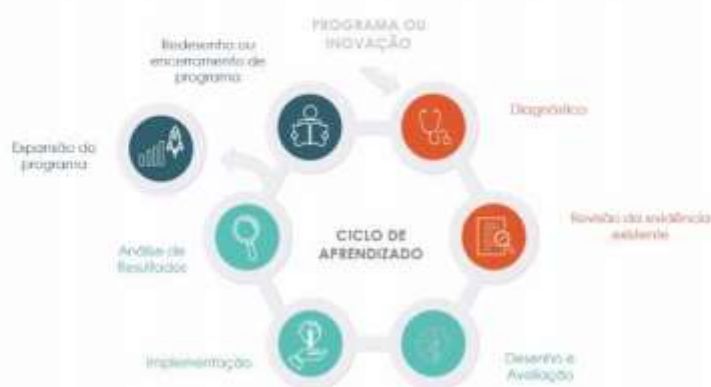 PROGRAMA OU
INOVAÇÃO
Redesenho ou
encerramento de
programa
Diagnóstico
Expansão do
programa
Revisão da evidência
existente
CICLO DE
APRENDIZADO
Análise de
Resultados
Implementação
Desenho e
Avaliação